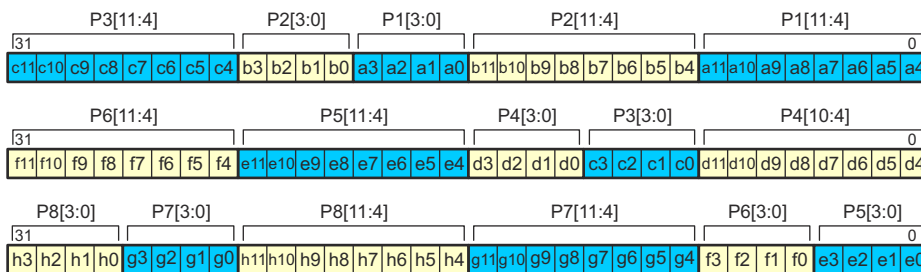 P3[11:4] P2[3:0] P1[3:0] P2[11:4] P1[11:4]
31 0
c11 c10 c9 c8 c7 c6 c5 c4 b3 b2 b1 b0 a3 a2 a1 a0 b11 b10 b9 b8 b7 b6 b5 b4 a11 a10 a9 a8 a7 a6 a5 a4
P6[11:4] P5[11:4] P4[3:0] P3[3:0] P4[10:4]
31 0
f11 f10 f9 f8 f7 f6 f5 f4 e11 e10 e9 e8 e7 e6 e5 e4 d3 d2 d1 d0 c3 c2 c1 c0 d11 d10 d9 d8 d7 d6 d5 d4
P8[3:0] P7[3:0] P8[11:4] P7[11:4] P6[3:0] P5[3:0]
31 0
h3 h2 h1 h0 g3 g2 g1 g0 h11 h10 h9 h8 h7 h6 h5 h4 g11 g10 g9 g8 g7 g6 g5 g4 f3 f2 f1 f0 e3 e2 e1 e0